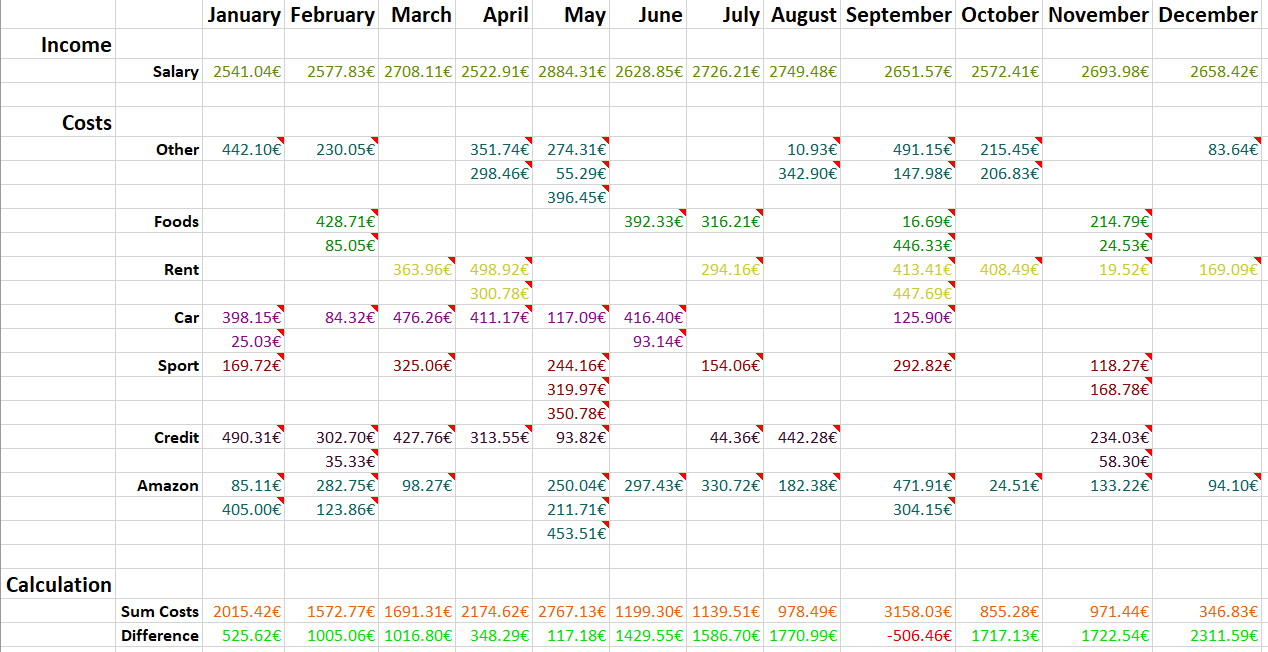 January February March April May June July August September October November December
Income
Salary 2541.04€ 2577.83€ 2708.11€ 2522.91€ 2884.31€ 2628.85€ 2726.21€ 2749.48€ 2651.57€ 2572.41€ 2693.98€ 2658.42€
Costs
Other 442.10€ 230.05€ 351.74€ 274.31€ 10.93€ 491.15€ 215.45€ 83.64€
298.46€ 55.29€ 342.90€ 147.98€ 206.83€
396.45€
Foods 428.71€ 392.33€ 316.21€ 16.69€ 214.79€
85.05€ 446.33€ 24.53€
Rent 363.96€ 498.92€ 294.16€ 413.41€ 408.49€ 19.52€ 169.09€
300.78€ 447.69€
Car 398.15€ 84.32€ 476.26€ 411.17€ 117.09€ 416.40€ 125.90€
25.03€ 93.14€
Sport 169.72€ 325.06€ 244.16€ 154.06€ 292.82€ 118.27€
319.97€ 168.78€
350.78€
Credit 490.31€ 302.70€ 427.76€ 313.55€ 93.82€ 44.36€ 442.28€ 234.03€
35.33€ 58.30€
Amazon 85.11€ 282.75€ 98.27€ 250.04€ 297.43€ 330.72€ 182.38€ 471.91€ 24.51€ 133.22€ 94.10€
405.00€ 123.86€ 211.71€ 304.15€
453.51€
Calculation
Sum Costs 2015.42€ 1572.77€ 1691.31€ 2174.62€ 2767.13€ 1199.30€ 1139.51€ 978.49€ 3158.03€ 855.28€ 971.44€ 346.83€
Difference 525.62€ 1005.06€ 1016.80€ 348.29€ 117.18€ 1429.55€ 1586.70€ 1770.99€ -506.46€ 1717.13€ 1722.54€ 2311.59€